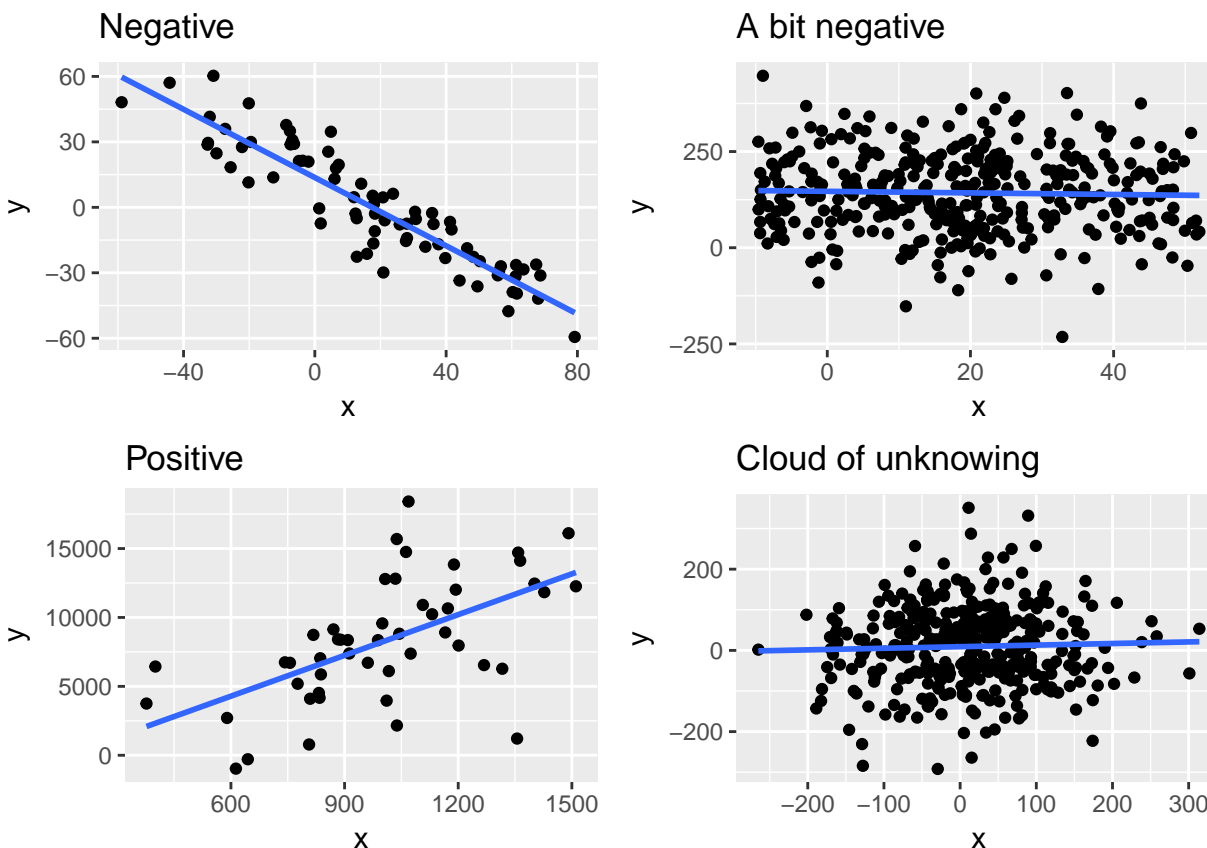 Negative
60
30
0
−30
−60
−40 0 40 80
x
y
A bit negative
250
0
−250
0 20 40
x
y
Positive
15000
10000
5000
0
600 900 1200 1500
x
y
Cloud of unknowing
200
0
−200
−200 −100 0 100 200 300
x
y